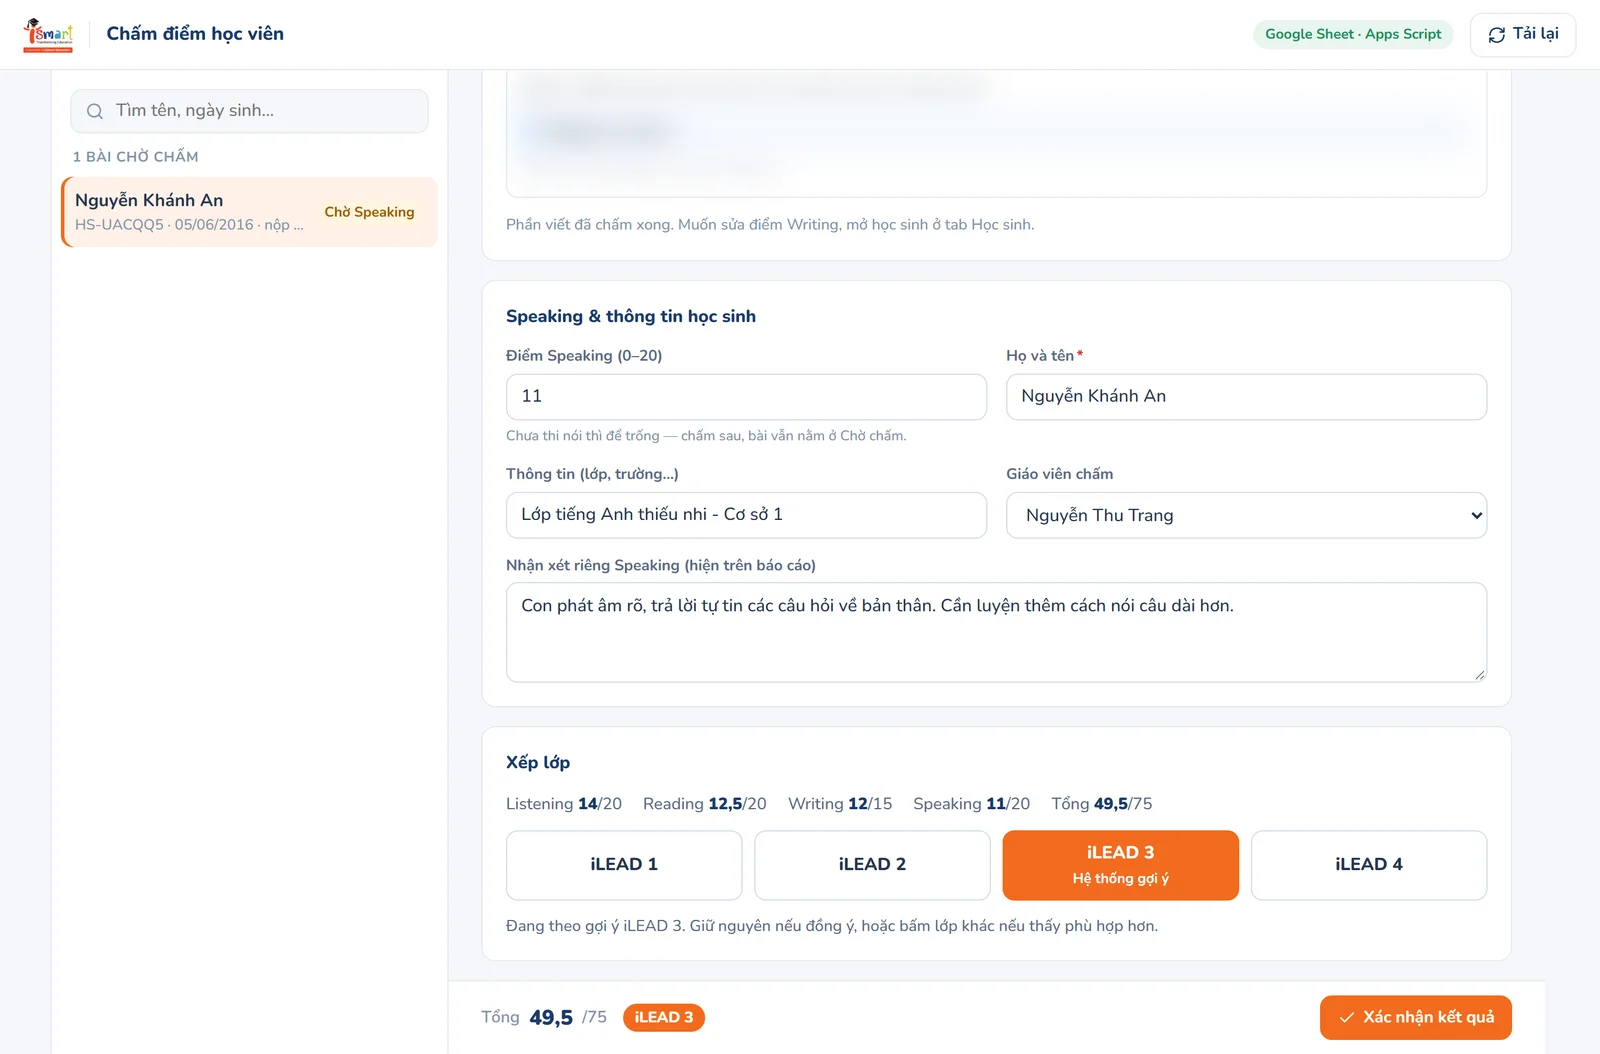 iSmart
Chấm điểm học viên
Google Sheet · Apps Script
Tải lại
Tìm tên, ngày sinh...
1 BÀI CHỜ CHẤM
Nguyễn Khánh An
HS-UACQQ5 · 05/06/2016 · nộp ...
Chờ Speaking
Phần viết đã chấm xong. Muốn sửa điểm Writing, mở học sinh ở tab Học sinh.
Speaking & thông tin học sinh
Điểm Speaking (0–20)
Họ và tên*
11
Nguyễn Khánh An
Chưa thi nói thì để trống — chấm sau, bài vẫn nằm ở Chờ chấm.
Thông tin (lớp, trường...)
Giáo viên chấm
Lớp tiếng Anh thiếu nhi - Cơ sở 1
Nguyễn Thu Trang
Nhận xét riêng Speaking (hiện trên báo cáo)
Con phát âm rõ, trả lời tự tin các câu hỏi về bản thân. Cần luyện thêm cách nói câu dài hơn.
Xếp lớp
Listening 14/20 Reading 12,5/20 Writing 12/15 Speaking 11/20 Tổng 49,5/75
iLEAD 1
iLEAD 2
iLEAD 3
Hệ thống gợi ý
iLEAD 4
Đang theo gợi ý iLEAD 3. Giữ nguyên nếu đồng ý, hoặc bấm lớp khác nếu thấy phù hợp hơn.
Tổng 49,5 /75 iLEAD 3
Xác nhận kết quả